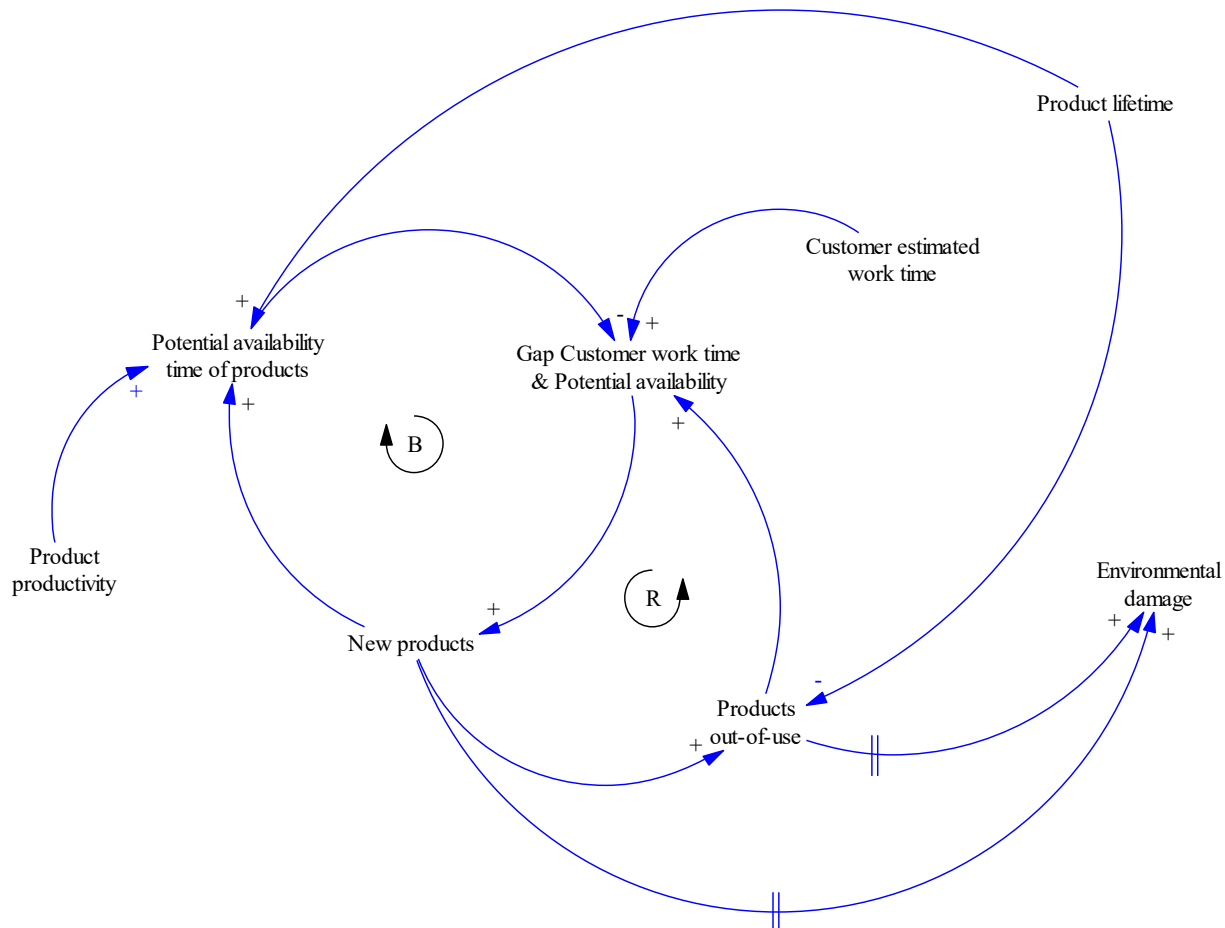 Product lifetime
Customer estimated
work time
+
-
+
Potential availability
time of products
Gap Customer work time
& Potential availability
+
+
+
B
Product
productivity
Environmental
damage
R
+
+
+
New products
-
Products
out-of-use
+